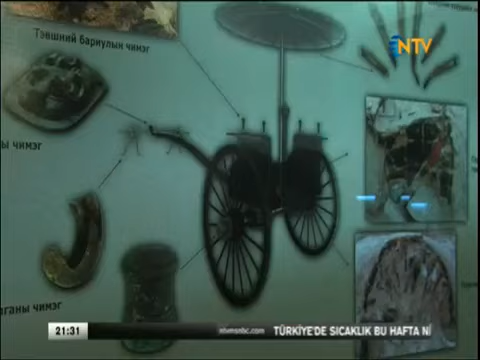 Тэвшний бариулын чимэг
NTV
ны чимэг
аганы чимэг
21:31
ntvmsnbc.com
TÜRKİYE'DE SICAKLIK BU HAFTA Nİ